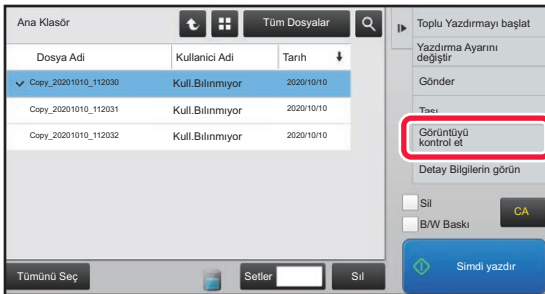 Ana Klasör
Tüm Dosyalar
Dosya Adi
Kullanici Adi
Tarıh
Copy_20201010_112030
Kull.Bılınmıyor
2020/10/10
Copy_20201010_112031
Kull.Bılınmıyor
2020/10/10
Copy_20201010_112032
Kull.Bılınmıyor
2020/10/10
Tümünü Seç
Setler
Sıl
Toplu Yazdırmayı başlat
Yazdırma Ayarını
değiştir
Gönder
Taşı
Görüntüyü
kontrol et
Detay Bilgilerin görün
Sil
B/W Baskı
CA
Simdi yazdır